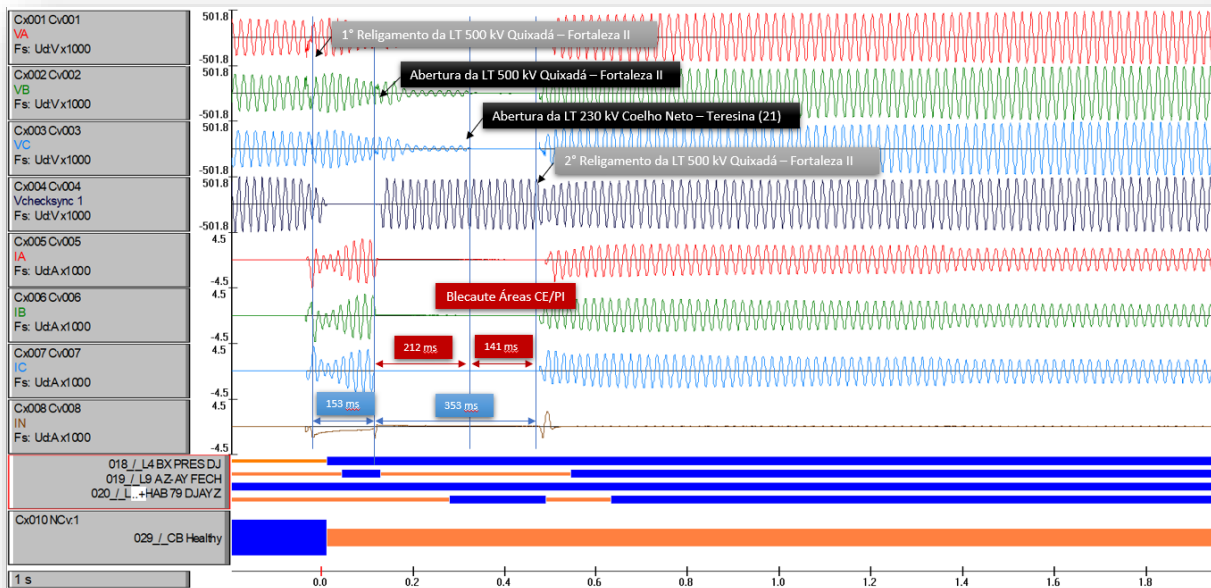 Cx001 Cv001
VA
Fs: Ud:V x1000
501.8
-501.8
1° Religamento da LT 500 kV Quixadá – Fortaleza II
Cx002 Cv002
VB
Fs: Ud:V x1000
501.8
-501.8
Abertura da LT 500 kV Quixadá – Fortaleza II
Cx003 Cv003
VC
Fs: Ud:V x1000
501.8
-501.8
Abertura da LT 230 kV Coelho Neto – Teresina (21)
2° Religamento da LT 500 kV Quixadá – Fortaleza II
Cx004 Cv004
Vchecksync 1
Fs: Ud:V x1000
501.8
-501.8
Cx005 Cv005
IA
Fs: Ud:A x1000
4.5
-4.5
Cx006 Cv006
IB
Fs: Ud:A x1000
4.5
-4.5
Blecaute Áreas CE/PI
Cx007 Cv007
IC
Fs: Ud:A x1000
4.5
-4.5
212 ms
141 ms
Cx008 Cv008
IN
Fs: Ud:A x1000
4.5
-4.5
153 ms
353 ms
018_/_L4 BX PRES DJ
019_/_L9 AZ-AY FECH
020_/_L..+HAB 79 DJAYZ
Cx010 NCv:1
029_/_CB Healthy
1 s
0.0 0.2 0.4 0.6 0.8 1.0 1.2 1.4 1.6 1.8